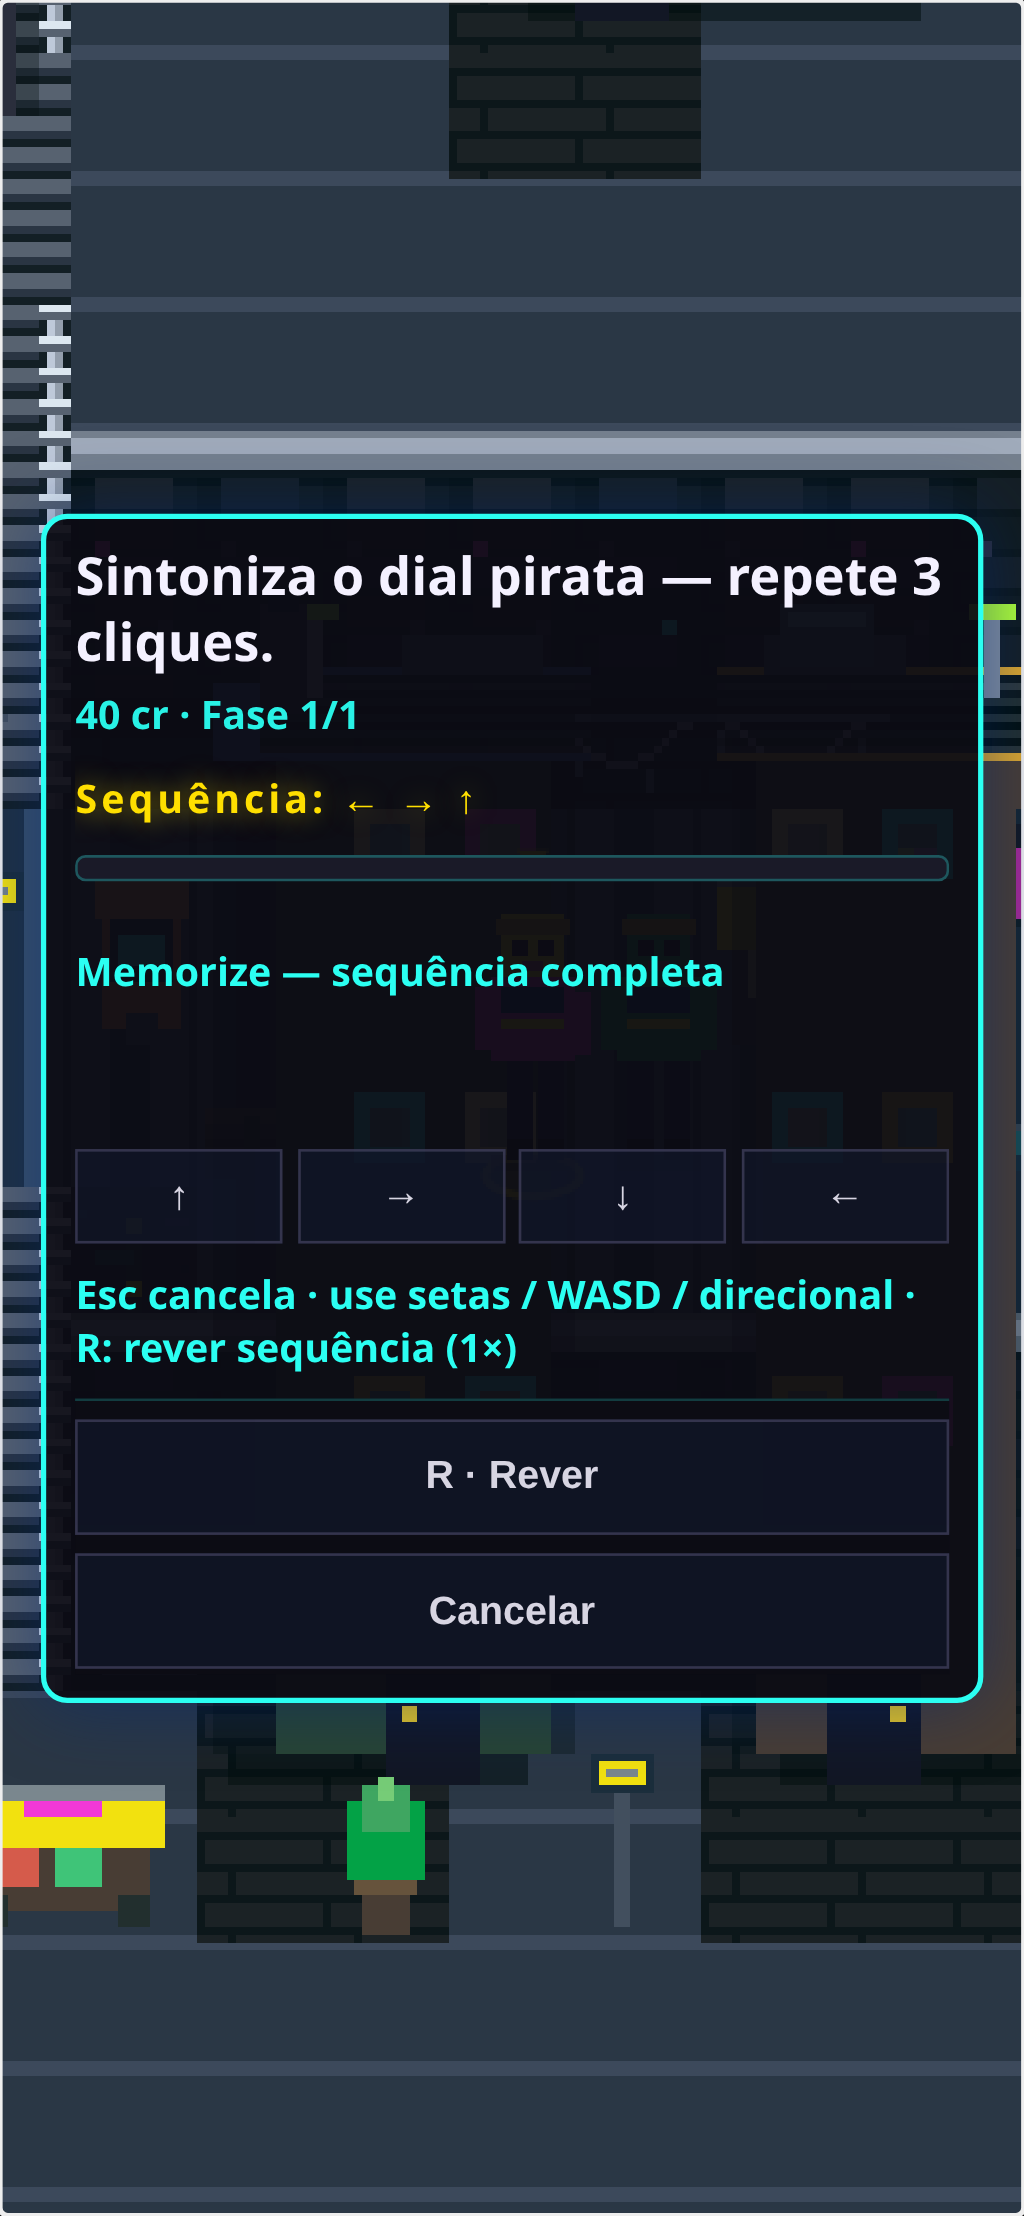 Sintoniza o dial pirata — repete 3
cliques.
40 cr · Fase 1/1
Sequência: ← → ↑
Memorize — sequência completa
↑ → ↓ ←
Esc cancela · use setas / WASD / direcional ·
R: rever sequência (1×)
R · Rever
Cancelar